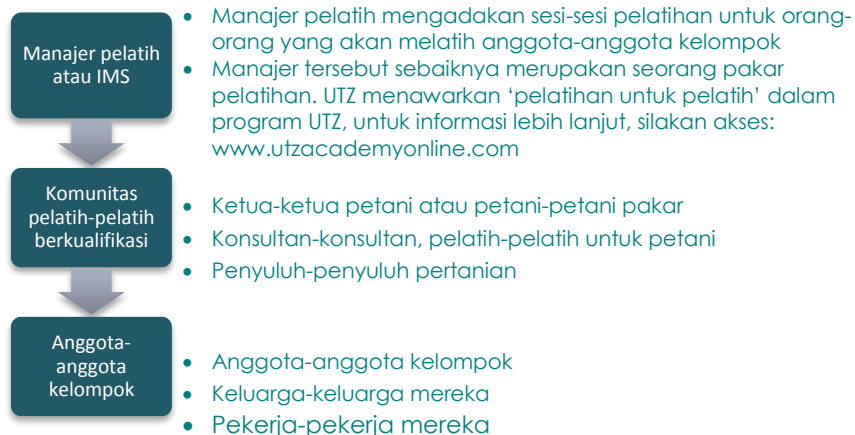 Manajer pelatih
atau IMS
• Manajer pelatih mengadakan sesi-sesi pelatihan untuk orang-
orang yang akan melatih anggota-anggota kelompok
• Manajer tersebut sebaiknya merupakan seorang pakar
pelatihan. UTZ menawarkan ‘pelatihan untuk pelatih’ dalam
program UTZ, untuk informasi lebih lanjut, silakan akses:
www.utzacademyonline.com
Komunitas
pelatih-pelatih
berkualifikasi
• Ketua-ketua petani atau petani-petani pakar
• Konsultan-konsultan, pelatih-pelatih untuk petani
• Penyuluh-penyuluh pertanian
Anggota-
anggota
kelompok
• Anggota-anggota kelompok
• Keluarga-keluarga mereka
• Pekerja-pekerja mereka